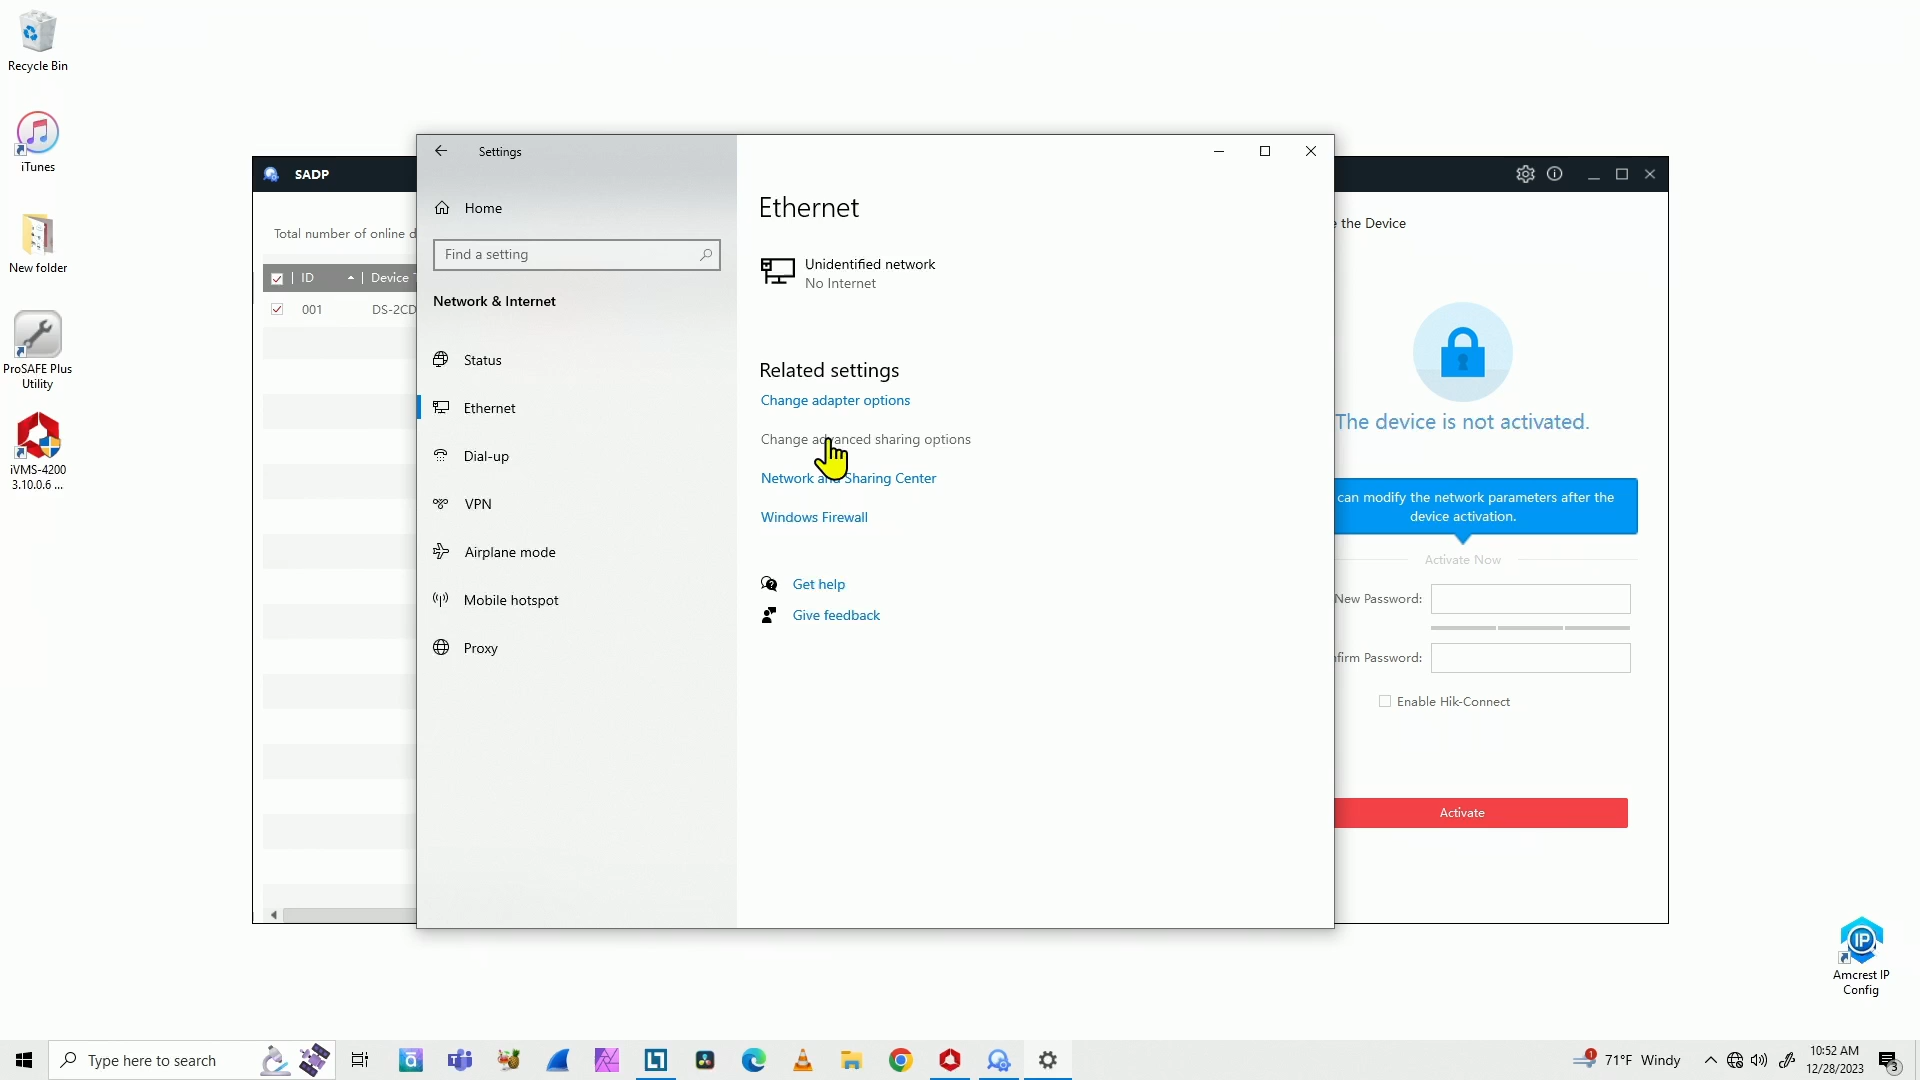 Recycle Bin
iTunes
New folder
ProSAFE Plus
Utility
iVMS-4200
3.10.0.6 ...
SADP
Total number of online d
ID
Device T
001
DS-2CD
Settings
Home
Find a setting
Network & Internet
Status
Ethernet
Dial-up
VPN
Airplane mode
Mobile hotspot
Proxy
Ethernet
Unidentified network
No Internet
Related settings
Change adapter options
Change advanced sharing options
Network and Sharing Center
Windows Firewall
Get help
Give feedback
e the Device
The device is not activated.
can modify the network parameters after the
device activation.
Activate Now
New Password:
nfirm Password:
Enable Hik-Connect
Activate
IP
Amcrest IP
Config
Type here to search
1
71°F Windy
10:52 AM
12/28/2023
3